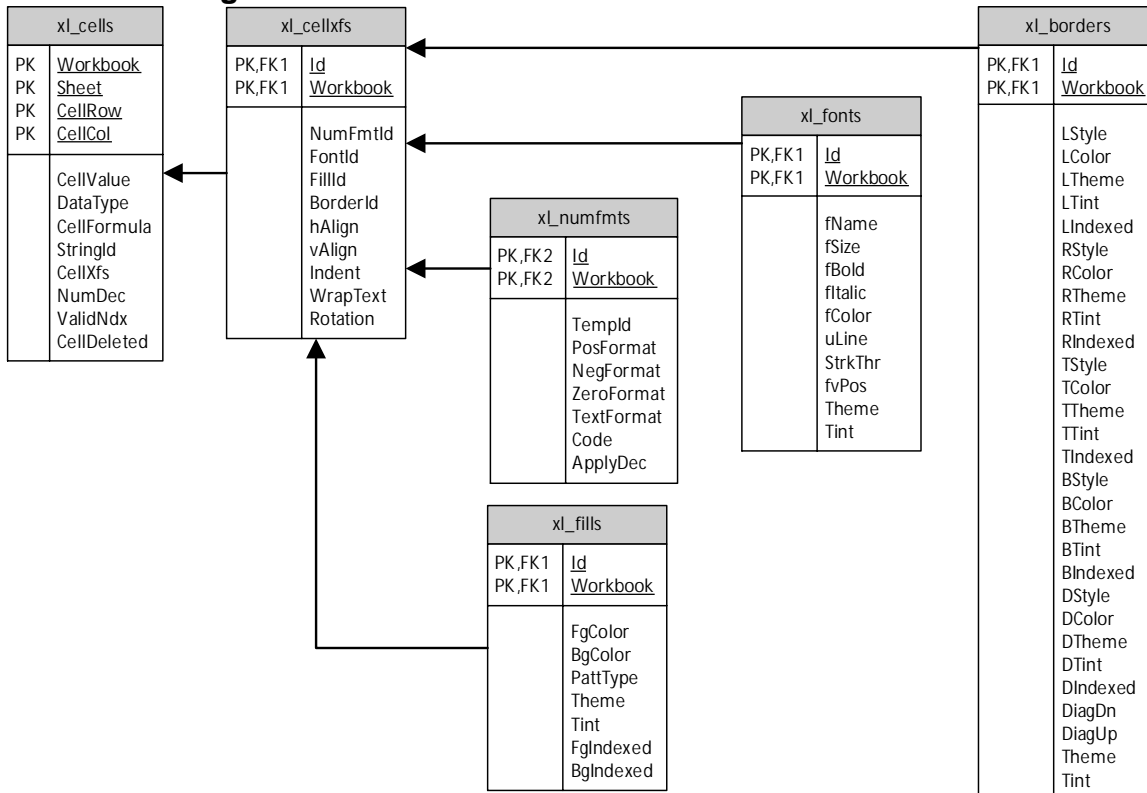 xl_cells
PK Workbook
PK Sheet
PK CellRow
PK CellCol
CellValue
DataType
CellFormula
StringId
CellXfs
NumDec
ValidNdx
CellDeleted
xl_cellxfs
PK,FK1 Id
PK,FK1 Workbook
NumFmtId
FontId
FillId
BorderId
hAlign
vAlign
Indent
WrapText
Rotation
xl_numfmts
PK,FK2 Id
PK,FK2 Workbook
TempId
PosFormat
NegFormat
ZeroFormat
TextFormat
Code
ApplyDec
xl_fills
PK,FK1 Id
PK,FK1 Workbook
FgColor
BgColor
PattType
Theme
Tint
FgIndexed
BgIndexed
xl_fonts
PK,FK1 Id
PK,FK1 Workbook
fName
fSize
fBold
fItalic
fColor
uLine
StrkThr
fvPos
Theme
Tint
xl_borders
PK,FK1 Id
PK,FK1 Workbook
LStyle
LColor
LTheme
LTint
LIndexed
RStyle
RColor
RTheme
RTint
RIndexed
TStyle
TColor
TTheme
TTint
TIndexed
BStyle
BColor
BTheme
BTint
BIndexed
DStyle
DColor
DTheme
DTint
DIndexed
DiagDn
DiagUp
Theme
Tint